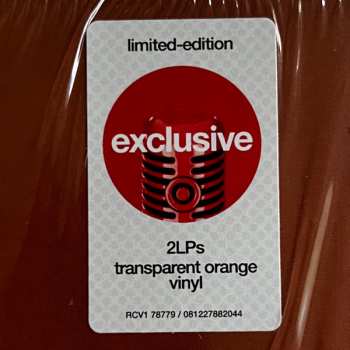 limited-edition
exclusive
2LPs
transparent orange
vinyl
RCV1 78779 / 081227882044